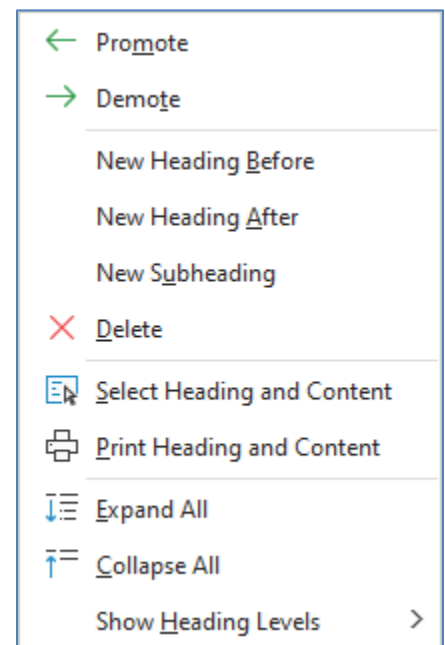 Promote
Demote
New Heading Before
New Heading After
New Subheading
Delete
Select Heading and Content
Print Heading and Content
Expand All
Collapse All
Show Heading Levels